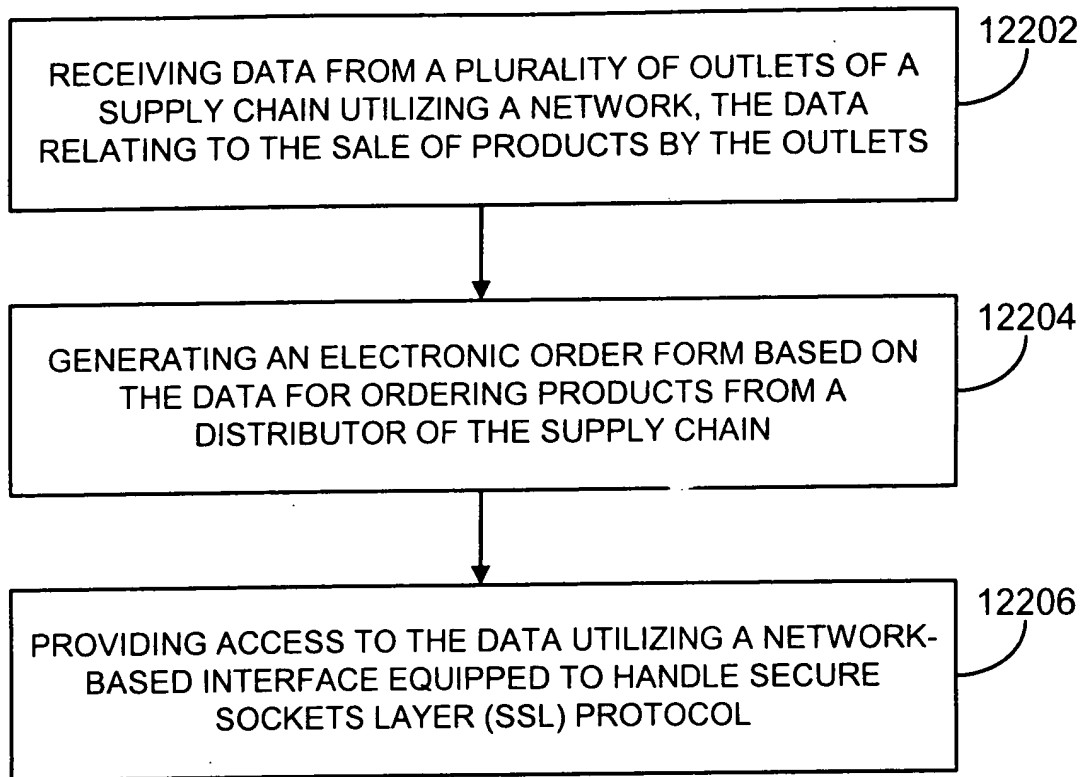 12202
RECEIVING DATA FROM A PLURALITY OF OUTLETS OF A
SUPPLY CHAIN UTILIZING A NETWORK, THE DATA
RELATING TO THE SALE OF PRODUCTS BY THE OUTLETS
12204
GENERATING AN ELECTRONIC ORDER FORM BASED ON
THE DATA FOR ORDERING PRODUCTS FROM A
DISTRIBUTOR OF THE SUPPLY CHAIN
12206
PROVIDING ACCESS TO THE DATA UTILIZING A NETWORK-
BASED INTERFACE EQUIPPED TO HANDLE SECURE
SOCKETS LAYER (SSL) PROTOCOL